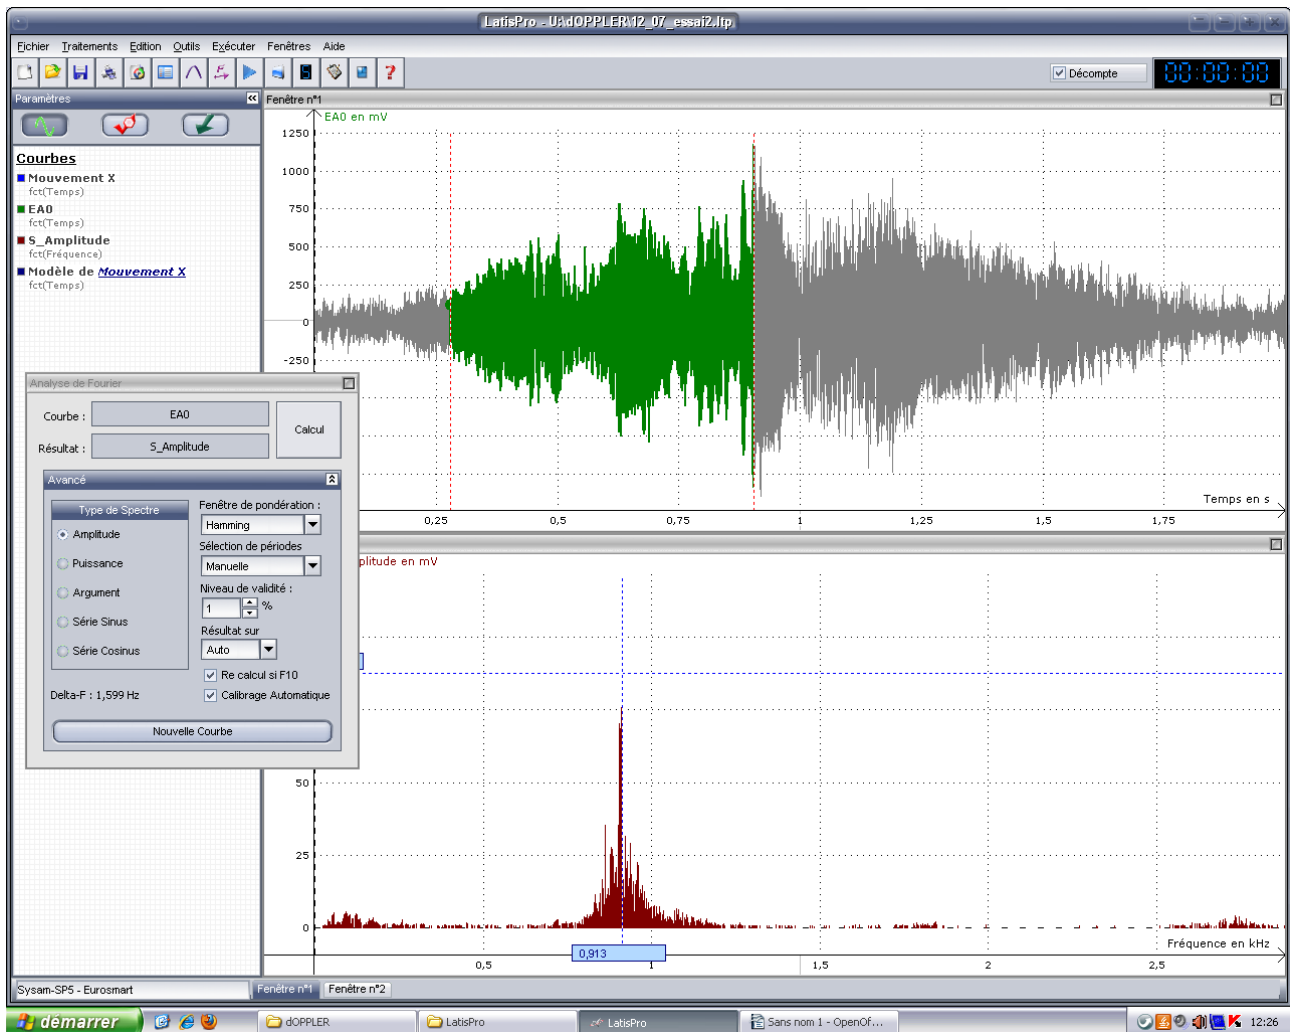 LatisPro - U:\dOPPLER\12_07_essai2.ltp
Fichier Traitements Edition Outils Exécuter Fenêtres Aide
Décompte 00:00:00
Paramètres
Fenêtre n°1
Courbes
Mouvement X
fct(Temps)
EA0
fct(Temps)
S_Amplitude
fct(Fréquence)
Modèle de Mouvement X
fct(Temps)
EA0 en mV
1250
1000
750
500
250
0
-250
Temps en s
0,25 0,5 0,75 1 1,25 1,5 1,75
Analyse de Fourier
Courbe : EA0
Calcul
Résultat : S_Amplitude
Avancé
Type de Spectre
Amplitude
Puissance
Argument
Série Sinus
Série Cosinus
Fenêtre de pondération :
Hamming
Sélection de périodes
Manuelle
Niveau de validité :
1 %
Résultat sur
Auto
Re calcul si F10
Delta-F : 1,599 Hz
Calibrage Automatique
Nouvelle Courbe
plitude en mV
50
25
0
Fréquence en kHz
0,913
0,5 1 1,5 2 2,5
Sysam-SP5 - Eurosmart
Fenêtre n°1 Fenêtre n°2
démarrer dOPPLER LatisPro LatisPro Sans nom 1 - OpenOf... 12:26